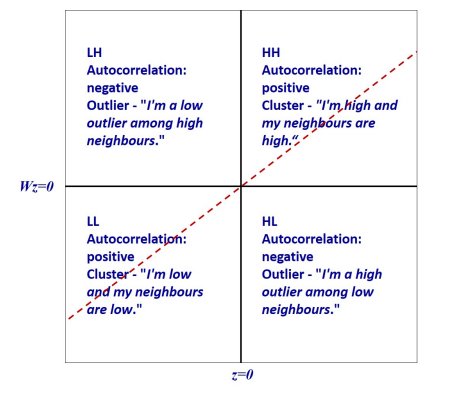 LH
Autocorrelation:
negative
Outlier - "I'm a low
outlier among high
neighbours."
HH
Autocorrelation:
positive
Cluster - "I'm high and
my neighbours are
high.“
Wz=0
LL
Autocorrelation:
positive
Cluster - "I'm low
and my neighbours
are low."
HL
Autocorrelation:
negative
Outlier - "I'm a high
outlier among low
neighbours."
z=0